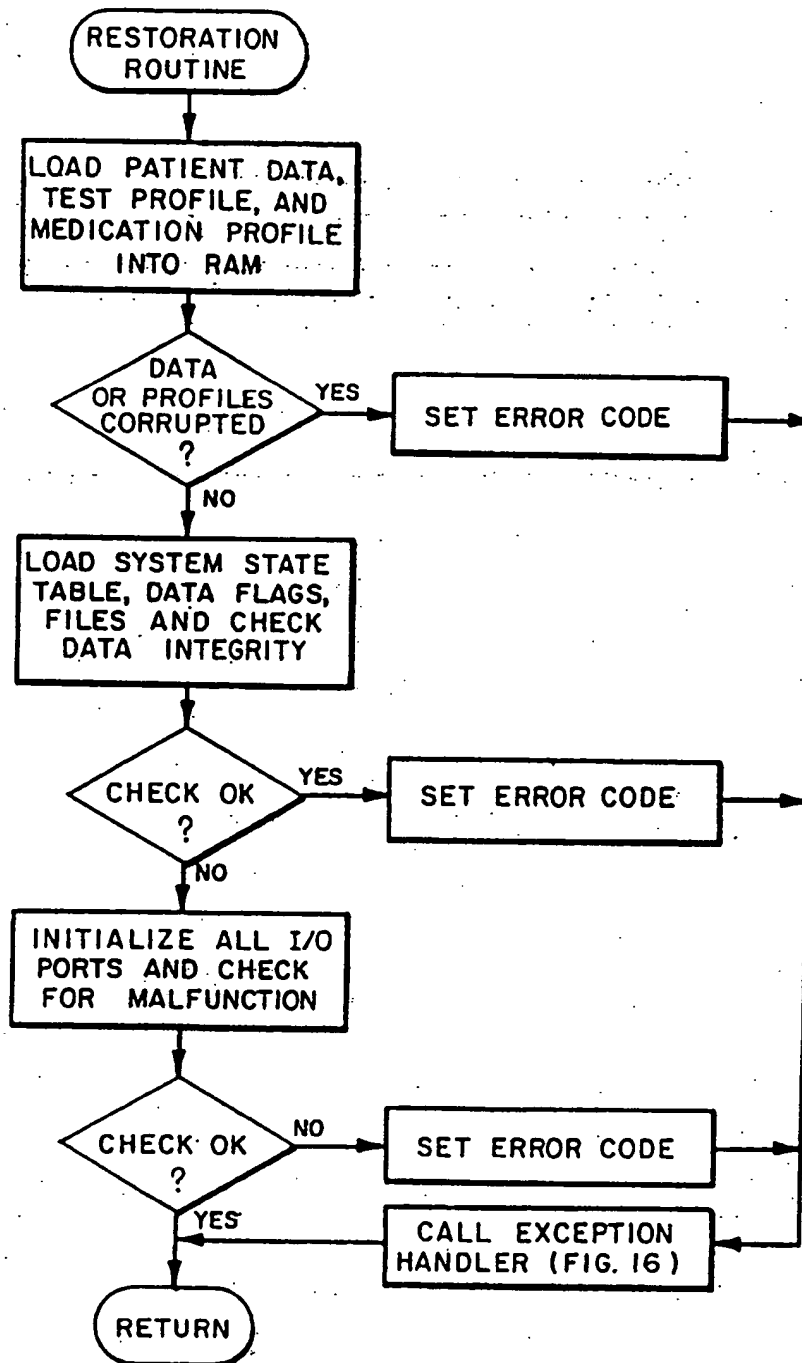 RESTORATION
ROUTINE
LOAD PATIENT DATA,
TEST PROFILE, AND
MEDICATION PROFILE
INTO RAM
DATA
OR PROFILES
CORRUPTED
?
YES
SET ERROR CODE
NO
LOAD SYSTEM STATE
TABLE, DATA FLAGS,
FILES AND CHECK
DATA INTEGRITY
CHECK OK
?
YES
SET ERROR CODE
NO
INITIALIZE ALL I/O
PORTS AND CHECK
FOR MALFUNCTION
CHECK OK
?
NO
SET ERROR CODE
YES
CALL EXCEPTION
HANDLER (FIG. 16)
RETURN